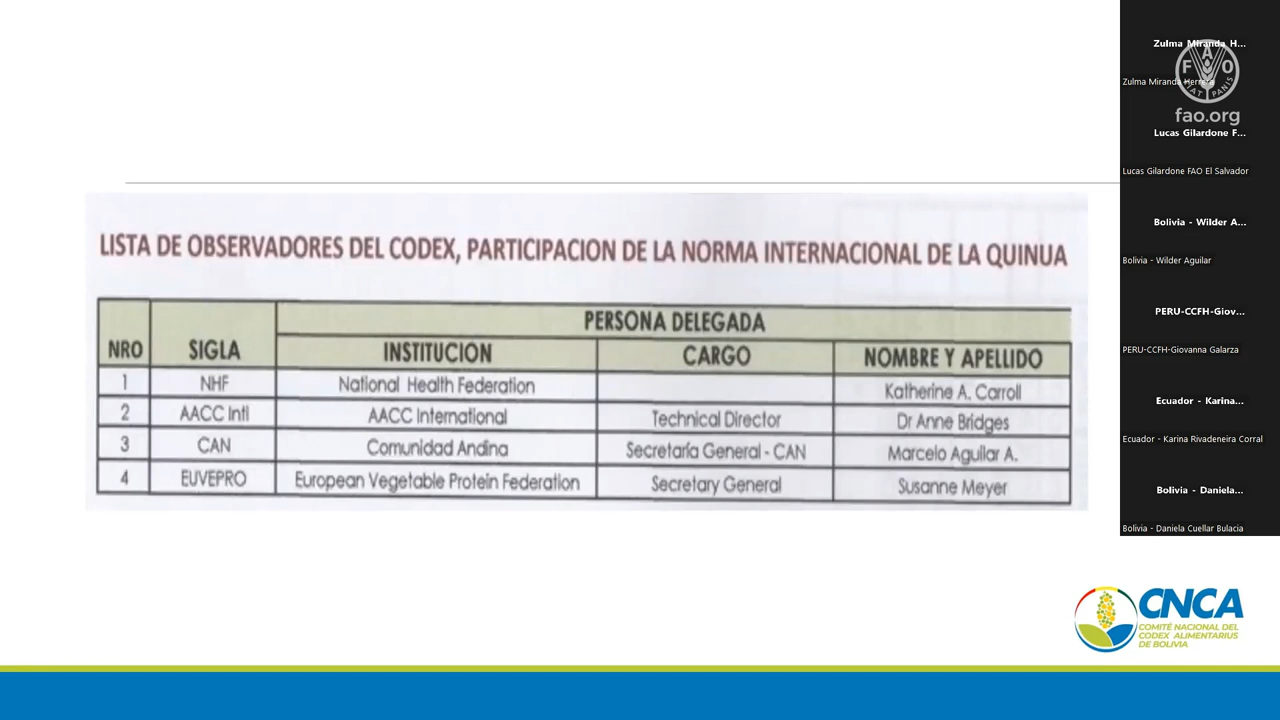 LISTA DE OBSERVADORES DEL CODEX, PARTICIPACION DE LA NORMA INTERNACIONAL DE LA QUINUA
PERSONA DELEGADA
NRO SIGLA INSTITUCION CARGO NOMBRE Y APELLIDO
1 NHF National Health Federation Katherine A. Carroll
2 AACC Intl AACC International Technical Director Dr Anne Bridges
3 CAN Comunidad Andina Secretaría General - CAN Marcelo Aguilar A.
4 EUVEPRO European Vegetable Protein Federation Secretary General Susanne Meyer
Zulma Miranda H...
Zulma Miranda Herrera
FAO
FIAT PANIS
fao.org
Lucas Gilardone F...
Lucas Gilardone FAO El Salvador
Bolivia - Wilder A...
Bolivia - Wilder Aguilar
PERU-CCFH-Giov...
PERU-CCFH-Giovanna Galarza
Ecuador - Karina...
Ecuador - Karina Rivadeneira Corral
Bolivia - Daniela...
Bolivia - Daniela Cuellar Bulacia
CNCA
COMITÉ NACIONAL DEL
CODEX ALIMENTARIUS
DE BOLIVIA